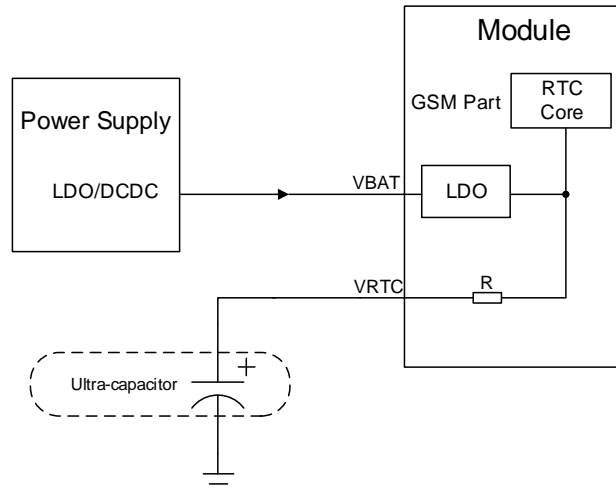 Module
Power Supply
LDO/DCDC
GSM Part
RTC
Core
VBAT
LDO
VRTC
R
Ultra-capacitor
+